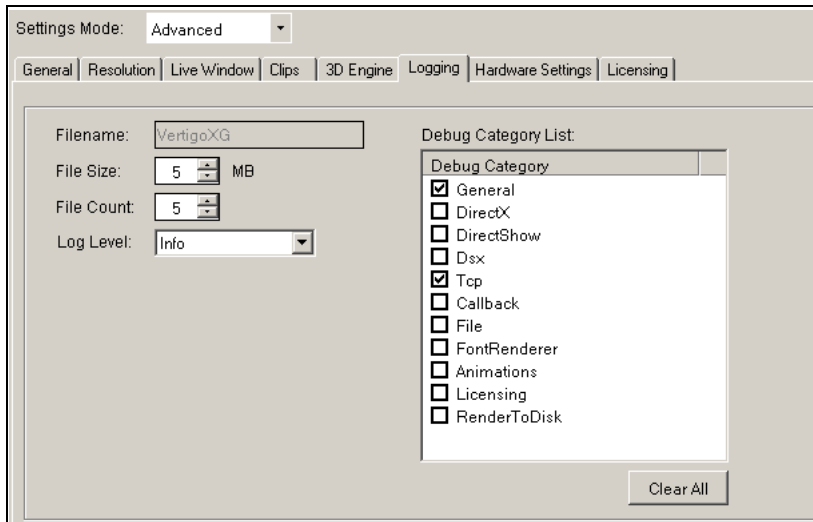 Settings Mode: Advanced
General Resolution Live Window Clips 3D Engine Logging Hardware Settings Licensing
Filename: VertigoXG
File Size: 5 MB
File Count: 5
Log Level: Info
Debug Category List:
Debug Category
General
DirectX
DirectShow
Dsx
Tcp
Callback
File
FontRenderer
Animations
Licensing
RenderToDisk
Clear All